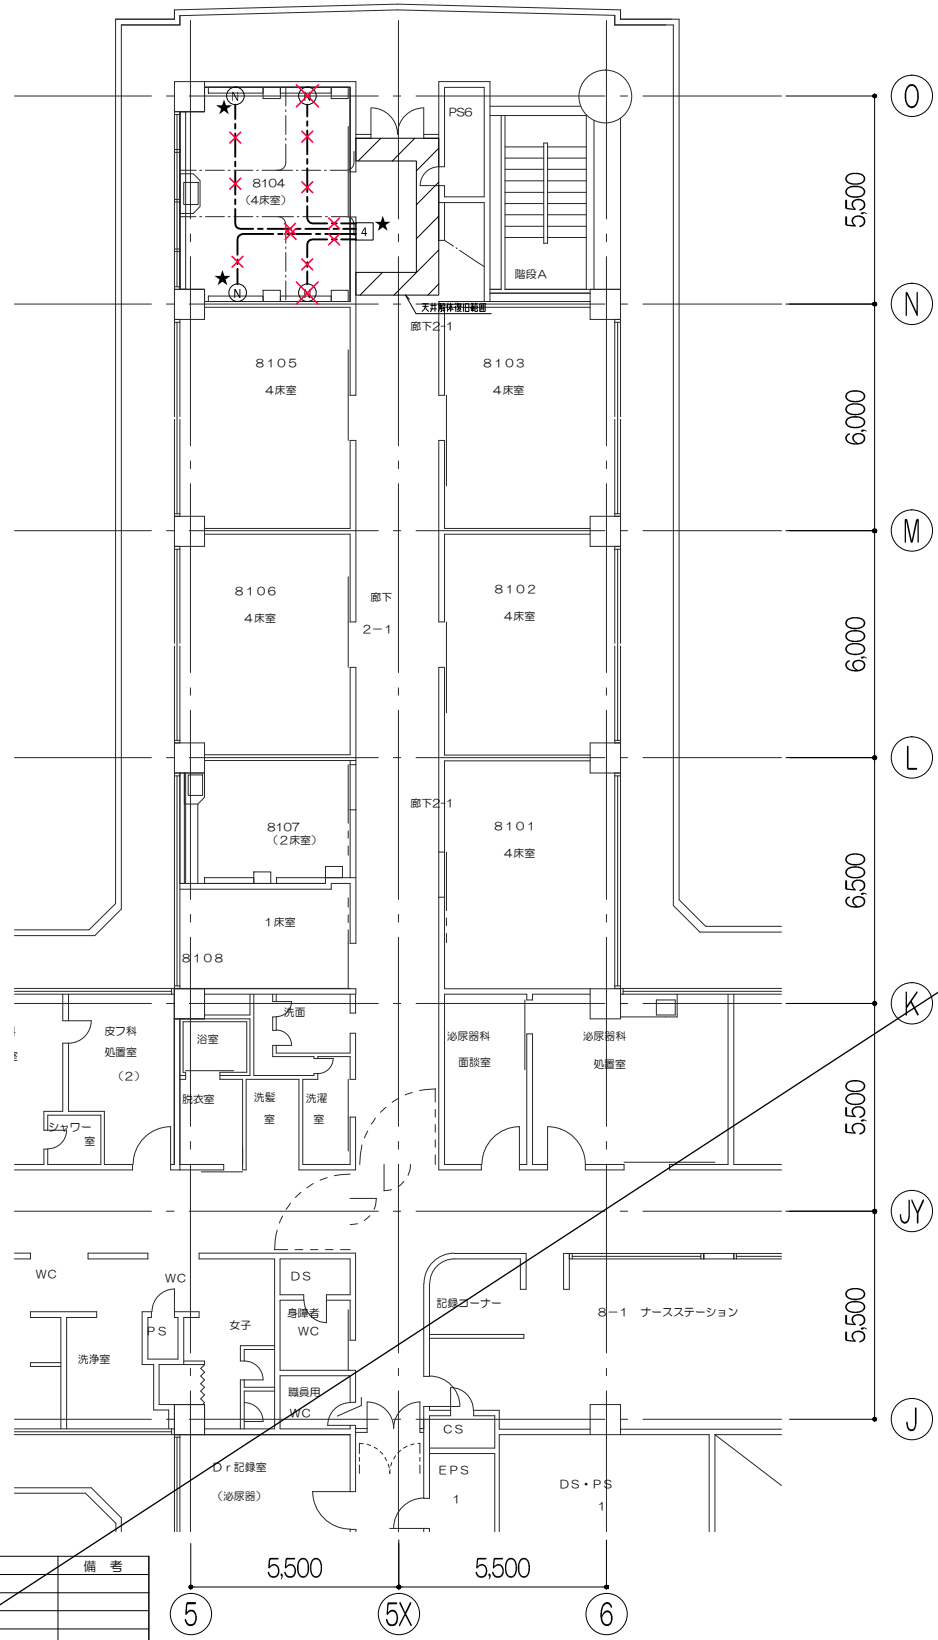 O
PS6
N
N
8104
(4床室)
5,500
4
階段A
N
N
天井解体復旧範囲
N
廊下2-1
8105
4床室
8103
4床室
6,000
M
8106
4床室
廊下
2-1
8102
4床室
6,000
L
廊下2-1
8107
(2床室)
8101
4床室
6,500
1床室
8108
K
洗面
浴室
皮フ科
処置室
(2)
泌尿器科
面談室
泌尿器科
処置室
室
脱衣室
洗髪
室
洗濯
室
シャワー
室
5,500
JY
WC
WC
DS
身障者
WC
記録コーナー
8-1 ナースステーション
PS
女子
洗浄室
5,500
職員用
WC
CS
J
Dr記録室
(泌尿器)
EPS
1
DS・PS
1
備 考
5,500
5,500
5
5X
6